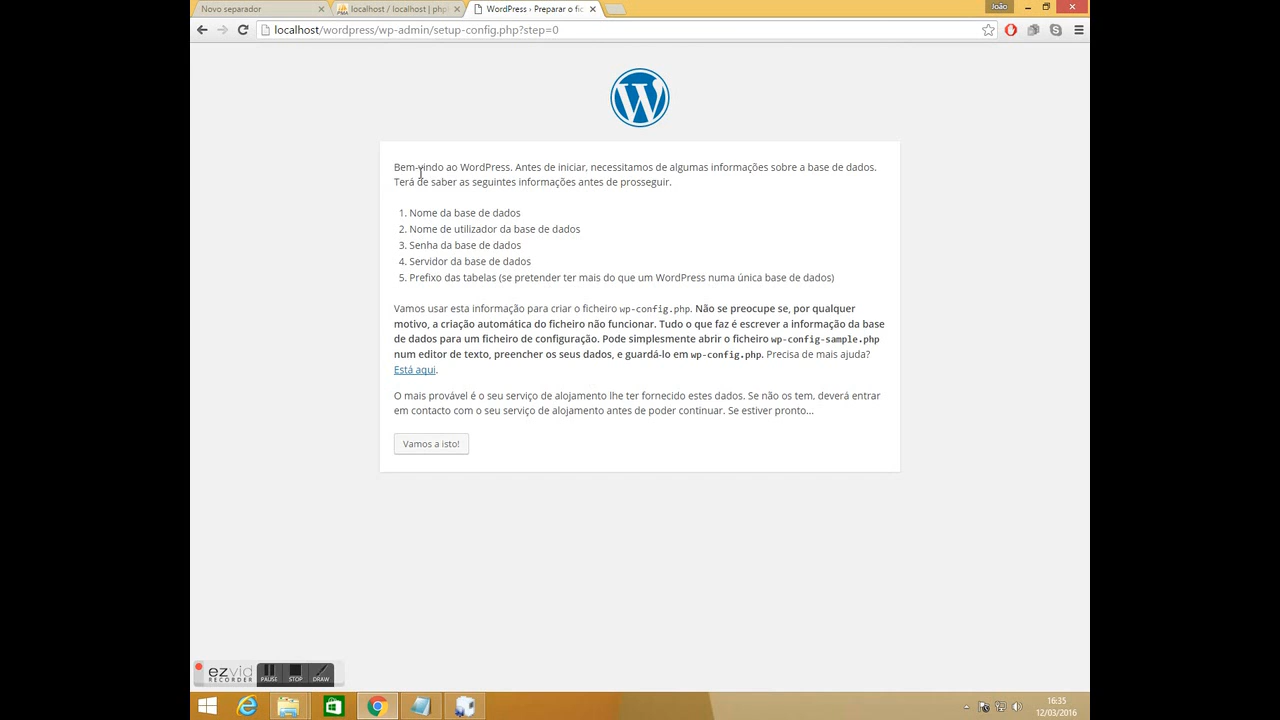 Novo separador
localhost / localhost | php
WordPress › Preparar o fic
João
localhost/wordpress/wp-admin/setup-config.php?step=0
Bem-vindo ao WordPress. Antes de iniciar, necessitamos de algumas informações sobre a base de dados.
Terá de saber as seguintes informações antes de prosseguir.
1. Nome da base de dados
2. Nome de utilizador da base de dados
3. Senha da base de dados
4. Servidor da base de dados
5. Prefixo das tabelas (se pretender ter mais do que um WordPress numa única base de dados)
Vamos usar esta informação para criar o ficheiro wp-config.php. Não se preocupe se, por qualquer
motivo, a criação automática do ficheiro não funcionar. Tudo o que faz é escrever a informação da base
de dados para um ficheiro de configuração. Pode simplesmente abrir o ficheiro wp-config-sample.php
num editor de texto, preencher os seus dados, e guardá-lo em wp-config.php. Precisa de mais ajuda?
Está aqui.
O mais provável é o seu serviço de alojamento lhe ter fornecido estes dados. Se não os tem, deverá entrar
em contacto com o seu serviço de alojamento antes de poder continuar. Se estiver pronto...
Vamos a isto!
ezvid
RECORDER
PAUSE
STOP
DRAW
16:35
12/03/2016